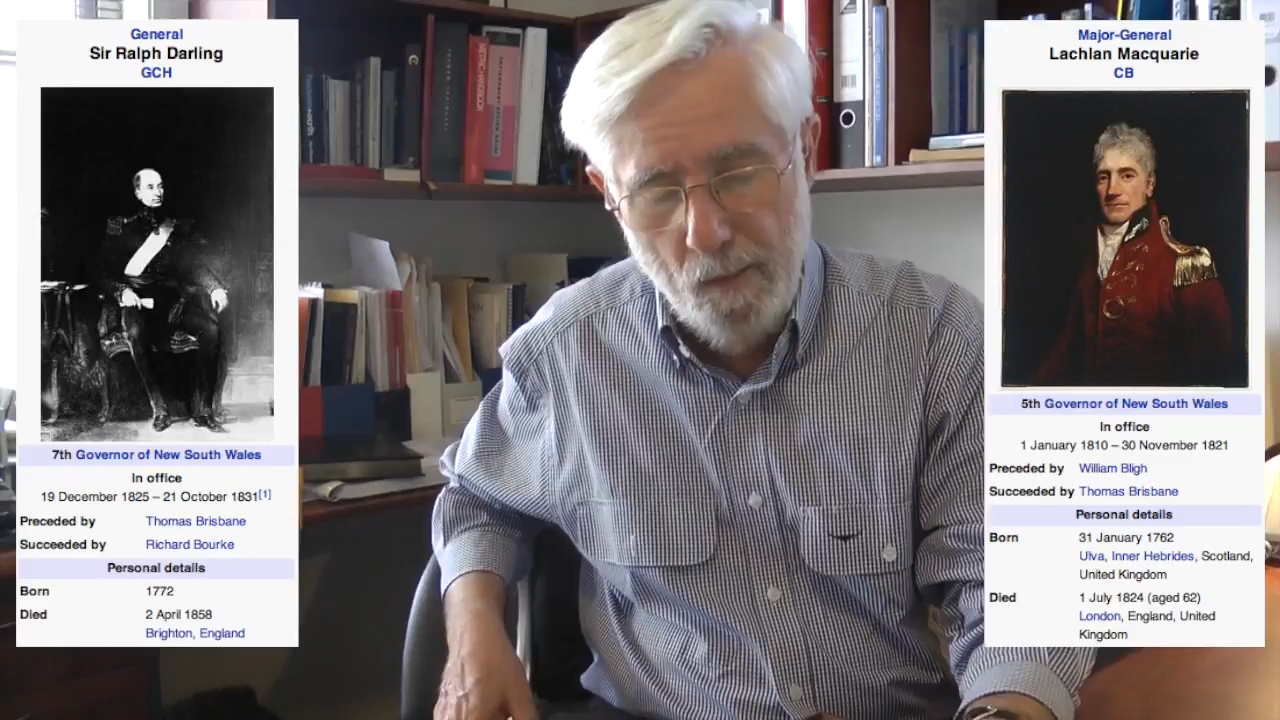 General
Sir Ralph Darling
GCH
7th Governor of New South Wales
In office
19 December 1825 – 21 October 1831[1]
Preceded by Thomas Brisbane
Succeeded by Richard Bourke
Personal details
Born 1772
Died 2 April 1858
Brighton, England
Major-General
Lachlan Macquarie
CB
5th Governor of New South Wales
In office
1 January 1810 – 30 November 1821
Preceded by William Bligh
Succeeded by Thomas Brisbane
Personal details
Born 31 January 1762
Ulva, Inner Hebrides, Scotland,
United Kingdom
Died 1 July 1824 (aged 62)
London, England, United
Kingdom